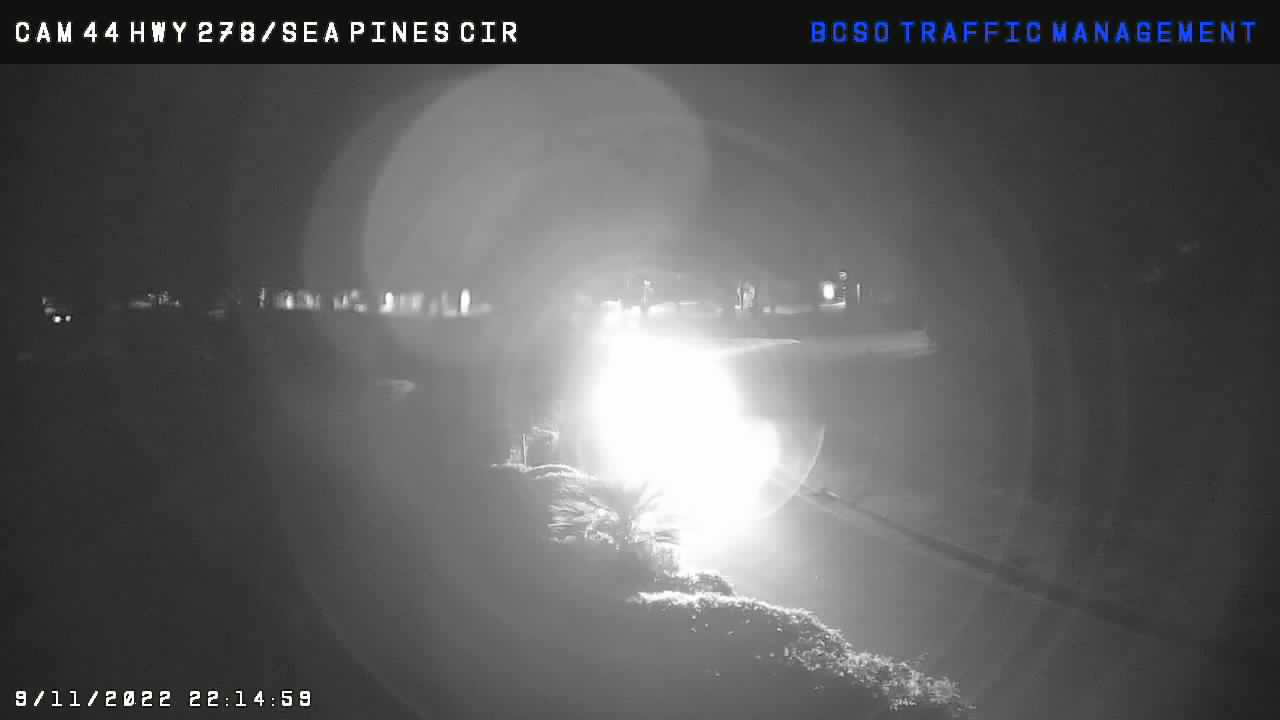 CAM 44 HWY 278/SEA PINES CIR
BCSO TRAFFIC MANAGEMENT
9/11/2022 22:14:59